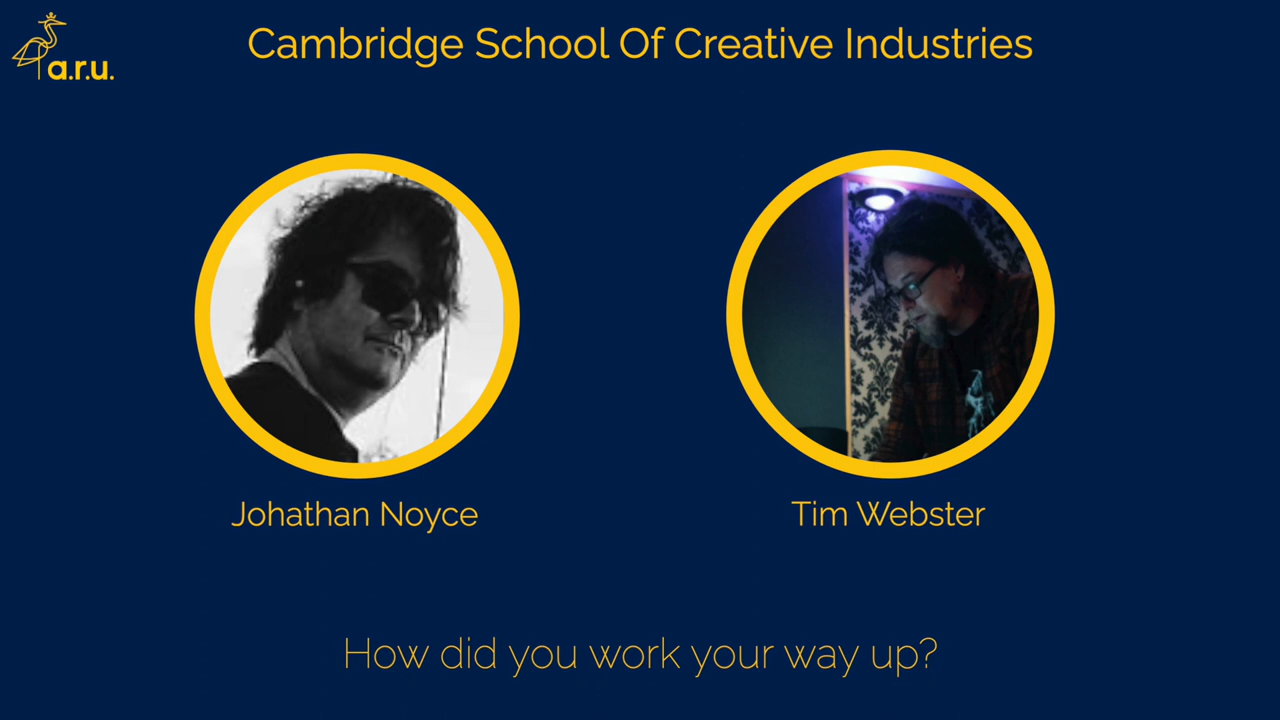 Cambridge School Of Creative Industries
a.r.u.
Johathan Noyce
Tim Webster
How did you work your way up?